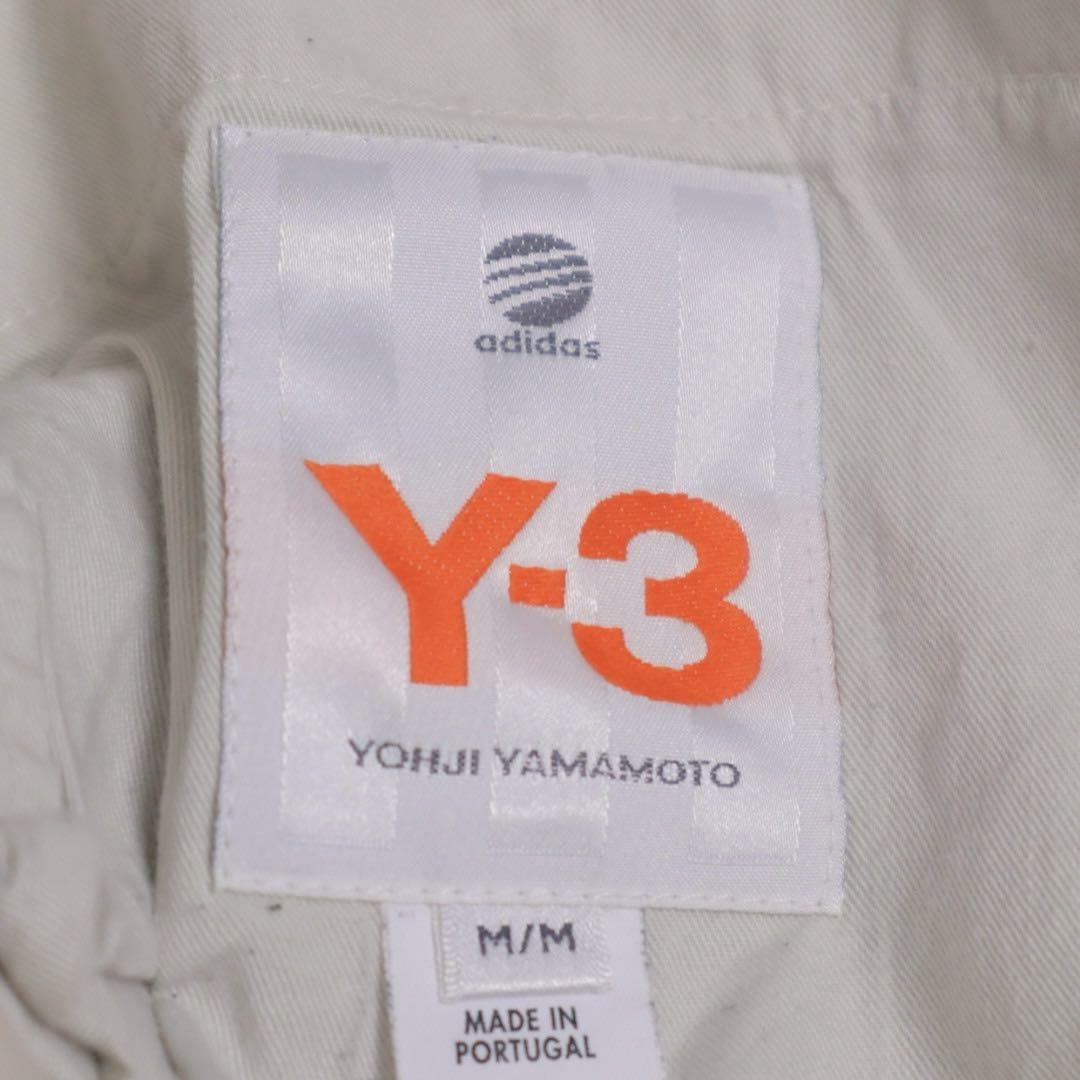 adidas
Y-3
YOHJI YAMAMOTO
M/M
MADE IN
PORTUGAL